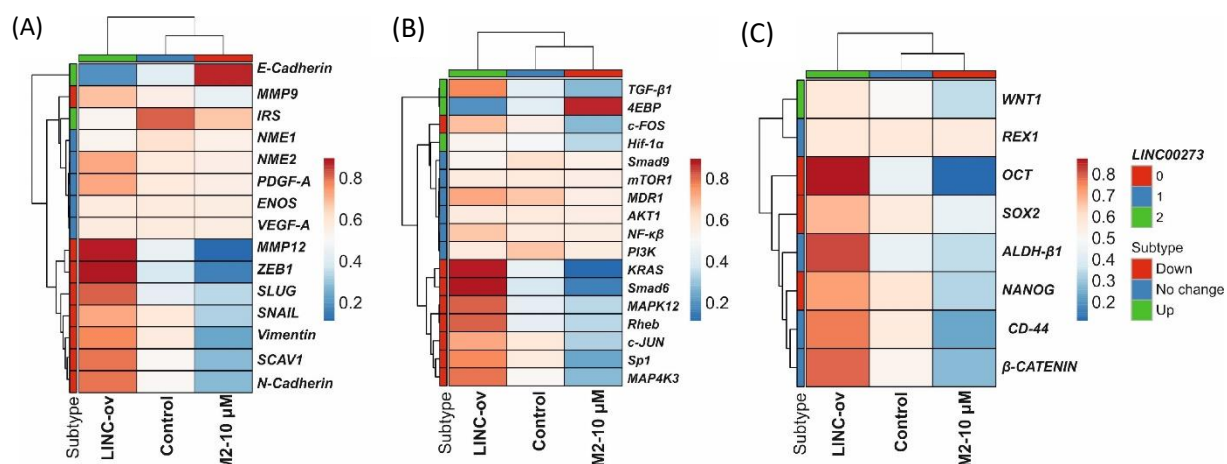 (A)
E-Cadherin
MMP9
IRS
NME1
NME2
PDGF-A
ENOS
VEGF-A
MMP12
ZEB1
SLUG
SNAIL
Vimentin
SCAV1
N-Cadherin
0.8
0.6
0.4
0.2
Subtype
LINC-ov
Control
M2-10 μM
(B)
TGF-β1
4EBP
c-FOS
Hif-1α
Smad9
mTOR1
MDR1
AKT1
NF-κβ
PI3K
KRAS
Smad6
MAPK12
Rheb
c-JUN
Sp1
MAP4K3
0.8
0.6
0.4
0.2
Subtype
LINC-ov
Control
M2-10 μM
(C)
WNT1
REX1
OCT
SOX2
ALDH-β1
NANOG
CD-44
β-CATENIN
0.8
0.7
0.6
0.5
0.4
0.3
0.2
Subtype
LINC-ov
Control
M2-10 μM
LINC00273
0
1
2
Subtype
Down
No change
Up